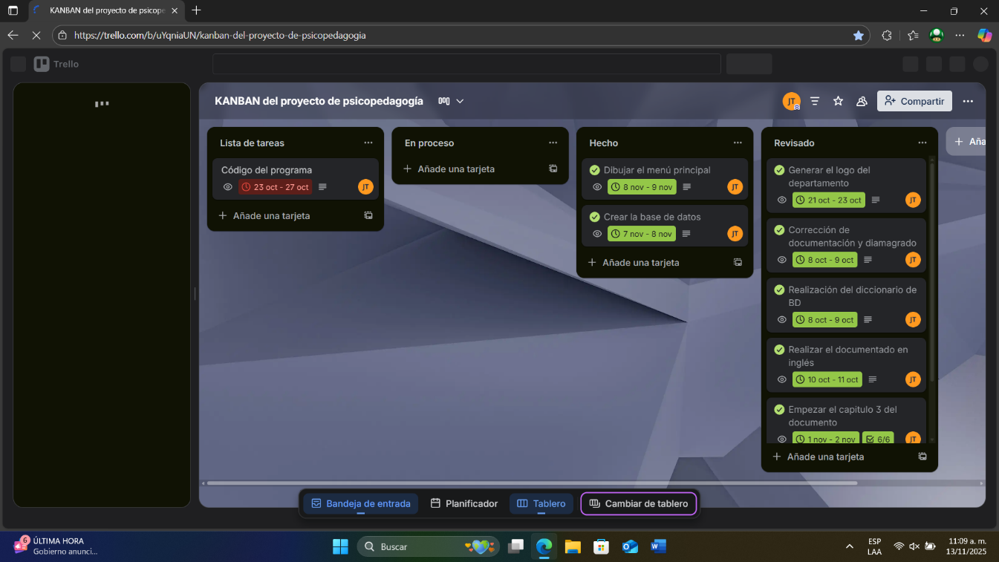 KANBAN del proyecto de psicope
https://trello.com/b/uYqniaUN/kanban-del-proyecto-de-psicopedagogia
Trello
KANBAN del proyecto de psicopedagogía
JT
Compartir
Lista de tareas
Código del programa
23 oct - 27 oct
JT
Añade una tarjeta
En proceso
Añade una tarjeta
Hecho
Dibujar el menú principal
8 nov - 9 nov
JT
Crear la base de datos
7 nov - 8 nov
JT
Añade una tarjeta
Revisado
Generar el logo del
departamento
21 oct - 23 oct
JT
Corrección de
documentación y diamagrado
8 oct - 9 oct
JT
Realización del diccionario de
BD
8 oct - 9 oct
JT
Realizar el documentado en
inglés
10 oct - 11 oct
JT
Empezar el capitulo 3 del
documento
1 nov - 2 nov
6/6
JT
Añade una tarjeta
Aña
Bandeja de entrada
Planificador
Tablero
Cambiar de tablero
6
ÚLTIMA HORA
Gobierno anunci...
Buscar
ESP
LAA
11:09 a. m.
13/11/2025